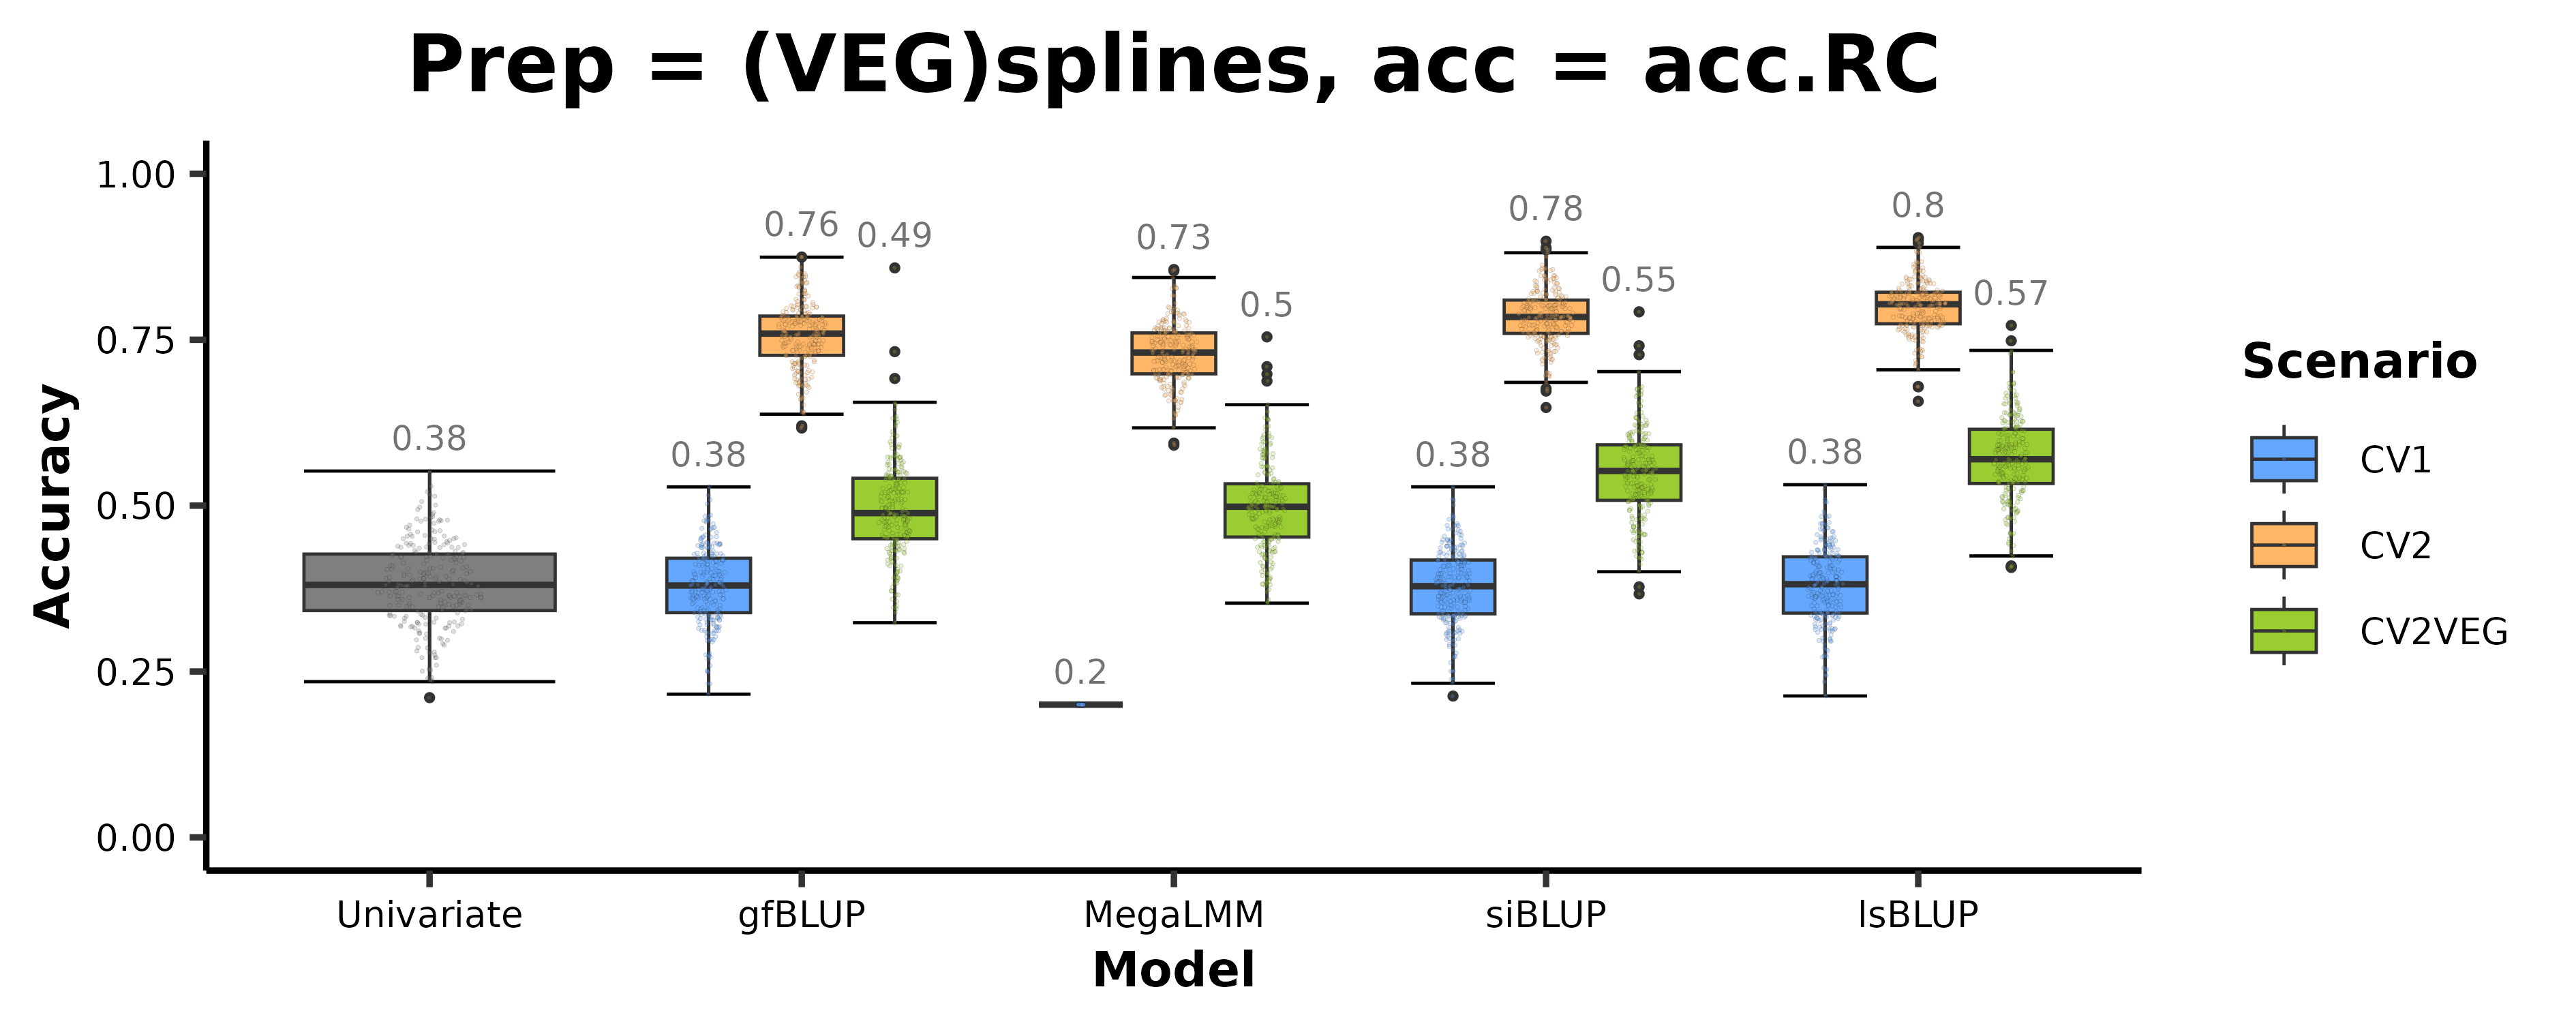 Prep = (VEG)splines, acc = acc.RC
Accuracy
1.00
0.75
0.50
0.25
0.00
0.38
0.38
0.76
0.49
0.2
0.73
0.5
0.38
0.78
0.55
0.38
0.8
0.57
Univariate
gfBLUP
MegaLMM
siBLUP
lsBLUP
Model
Scenario
CV1
CV2
CV2VEG